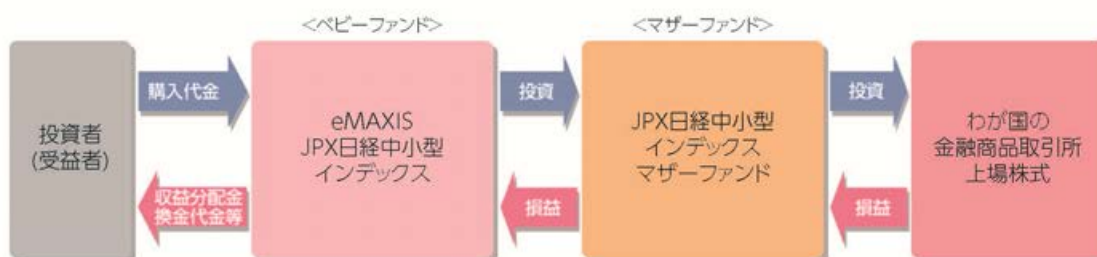 <ベビーファンド>
<マザーファンド>
投資者
(受益者)
購入代金
収益分配金
換金代金等
eMAXIS
JPX日経中小型
インデックス
投資
損益
JPX日経中小型
インデックス
マザーファンド
投資
損益
わが国の
金融商品取引所
上場株式